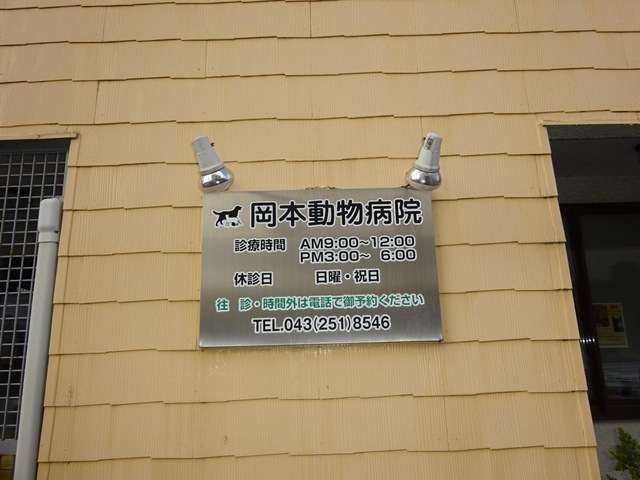 岡本動物病院
診療時間 AM9:00~12:00
PM3:00~ 6:00
休診日 日曜・祝日
往 診・時間外は電話で御予約ください
TEL.043(251)8546